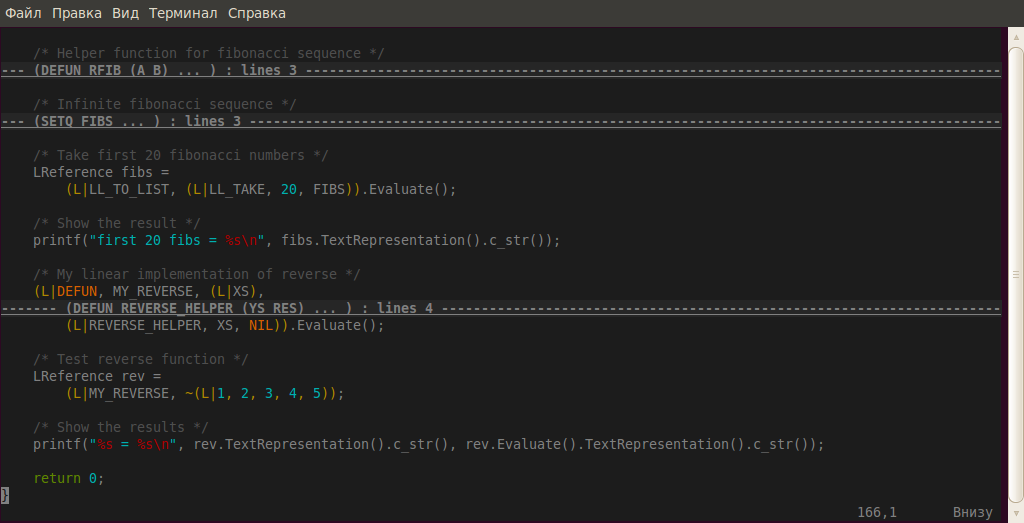 Файл Правка Вид Терминал Справка
/* Helper function for fibonacci sequence */
--- (DEFUN RFIB (A B) ... ) : lines 3 ---------------------------------------------------------------------------------------
/* Infinite fibonacci sequence */
--- (SETQ FIBS ... ) : lines 3 ----------------------------------------------------------------------------------------------
/* Take first 20 fibonacci numbers */
LReference fibs =
(L|LL_TO_LIST, (L|LL_TAKE, 20, FIBS)).Evaluate();
/* Show the result */
printf("first 20 fibs = %s\n", fibs.TextRepresentation().c_str());
/* My linear implementation of reverse */
(L|DEFUN, MY_REVERSE, (L|XS),
------- (DEFUN REVERSE_HELPER (YS RES) ... ) : lines 4 ----------------------------------------------------------------------
(L|REVERSE_HELPER, XS, NIL)).Evaluate();
/* Test reverse function */
LReference rev =
(L|MY_REVERSE, ~(L|1, 2, 3, 4, 5));
/* Show the results */
printf("%s = %s\n", rev.TextRepresentation().c_str(), rev.Evaluate().TextRepresentation().c_str());
return 0;
}
166,1 Внизу